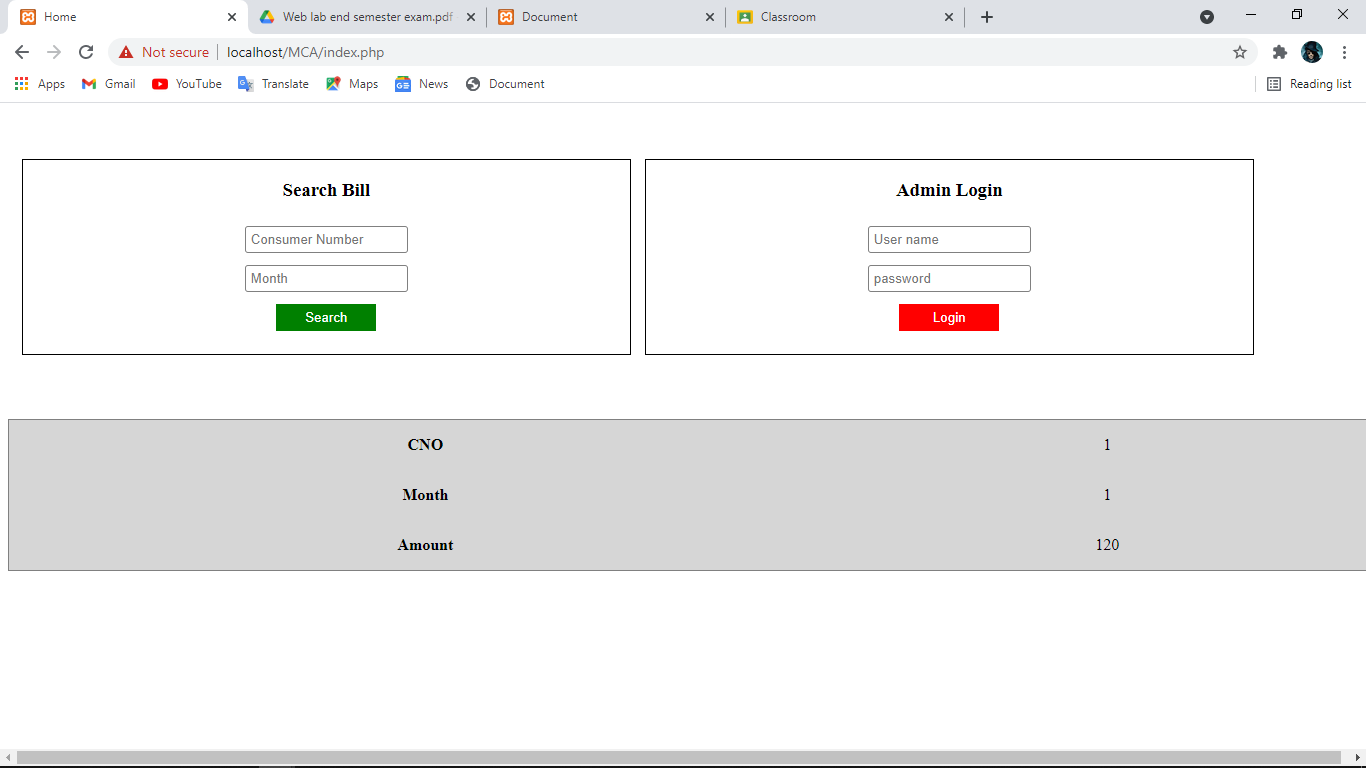 Home
Web lab end semester exam.pdf
Document
Classroom
Not secure
localhost/MCA/index.php
Apps
Gmail
YouTube
Translate
Maps
News
Document
Reading list
Search Bill
Consumer Number
Month
Search
Admin Login
User name
password
Login
CNO 1
Month 1
Amount 120